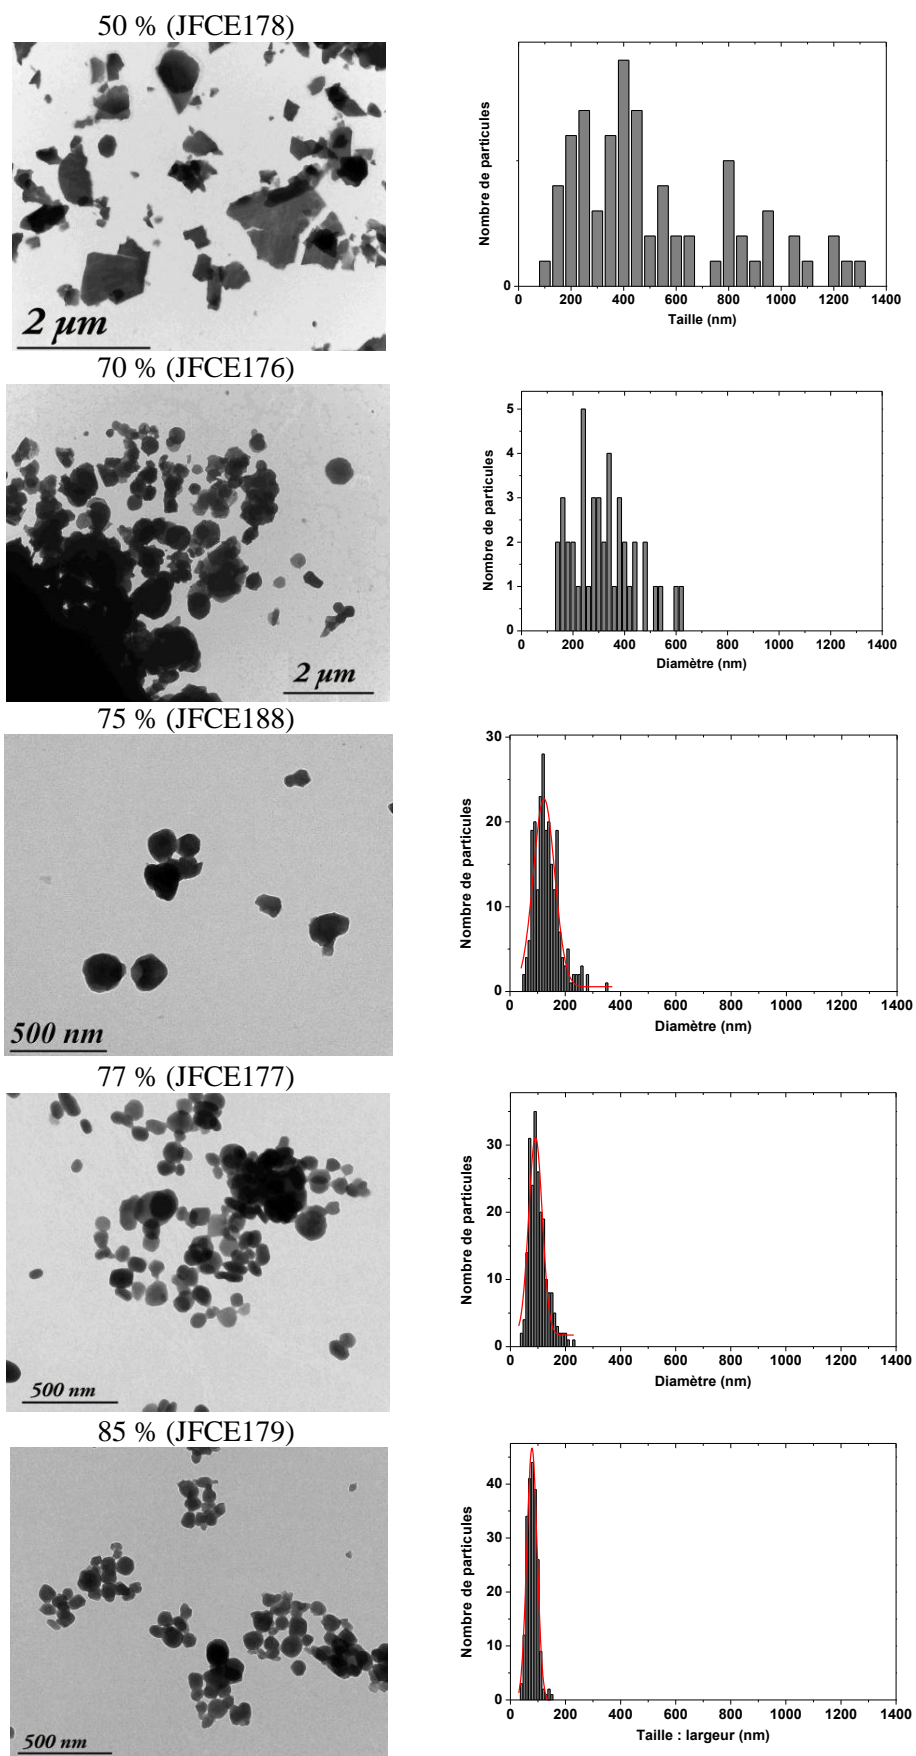 50 % (JFCE178)
2 µm
Nombre de particules
0
0 200 400 600 800 1000 1200 1400
Taille (nm)
70 % (JFCE176)
2 µm
Nombre de particules
5
4
3
2
1
0
0 200 400 600 800 1000 1200 1400
Diamètre (nm)
75 % (JFCE188)
500 nm
Nombre de particules
30
20
10
0
0 200 400 600 800 1000 1200 1400
Diamètre (nm)
77 % (JFCE177)
500 nm
Nombre de particules
30
20
10
0
0 200 400 600 800 1000 1200 1400
Diamètre (nm)
85 % (JFCE179)
500 nm
Nombre de particules
40
30
20
10
0
0 200 400 600 800 1000 1200 1400
Taille : largeur (nm)